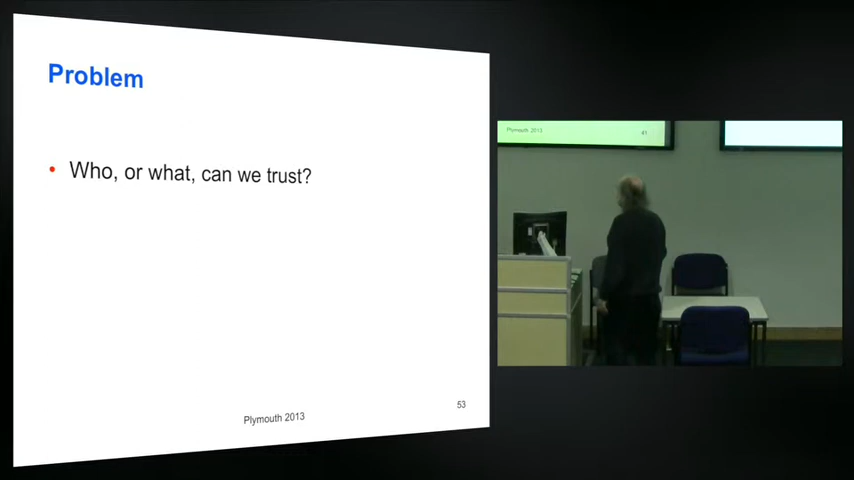 Problem
• Who, or what, can we trust?
Plymouth 2013
53
Plymouth 2013
41